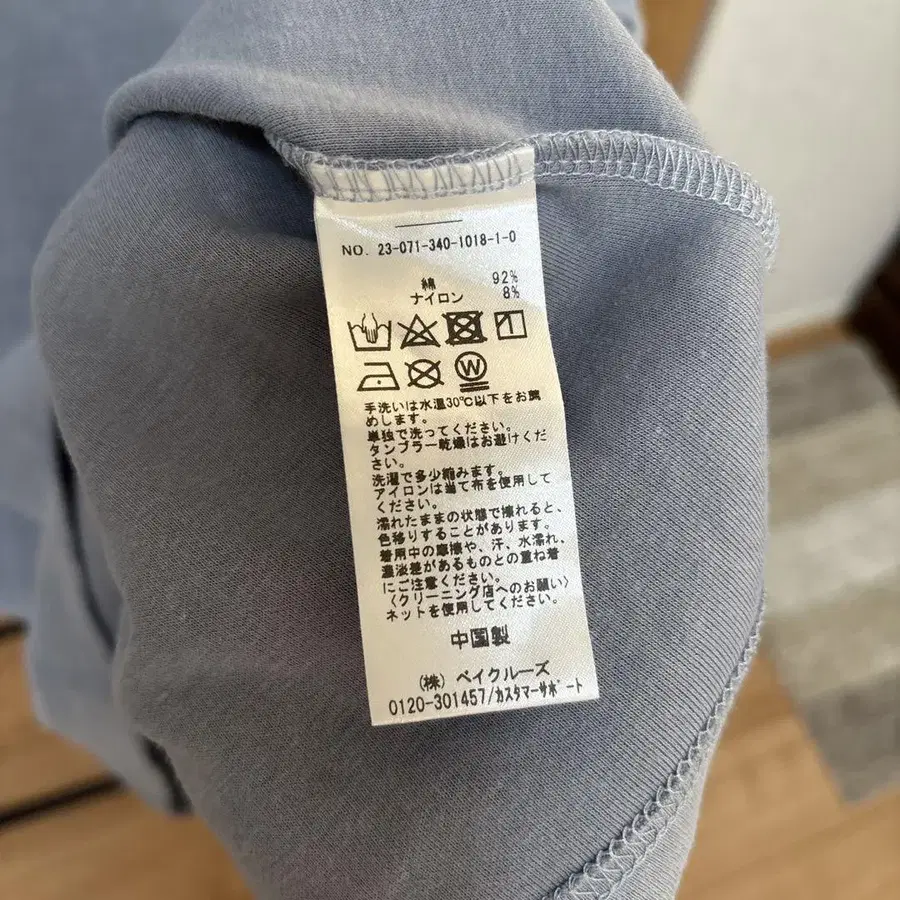 NO. 23-071-340-1018-1-0
綿 92%
ナイロン 8%
W
手洗いは水温30℃以下をお薦
めします。
単独で洗ってください。
タンブラー乾燥はお避けくだ
さい。
洗濯で多少縮みます。
アイロンは当て布を使用して
ください。
濡れたままの状態で擦れると、
色移りすることがあります。
着用中の摩擦や、汗、水濡れ、
濃淡差があるものとの重ね着
にご注意ください。
〈クリーニング店へのお願い〉
ネットを使用してください。
中国製
(株) ベイクルーズ
0120-301457/カスタマーサポート